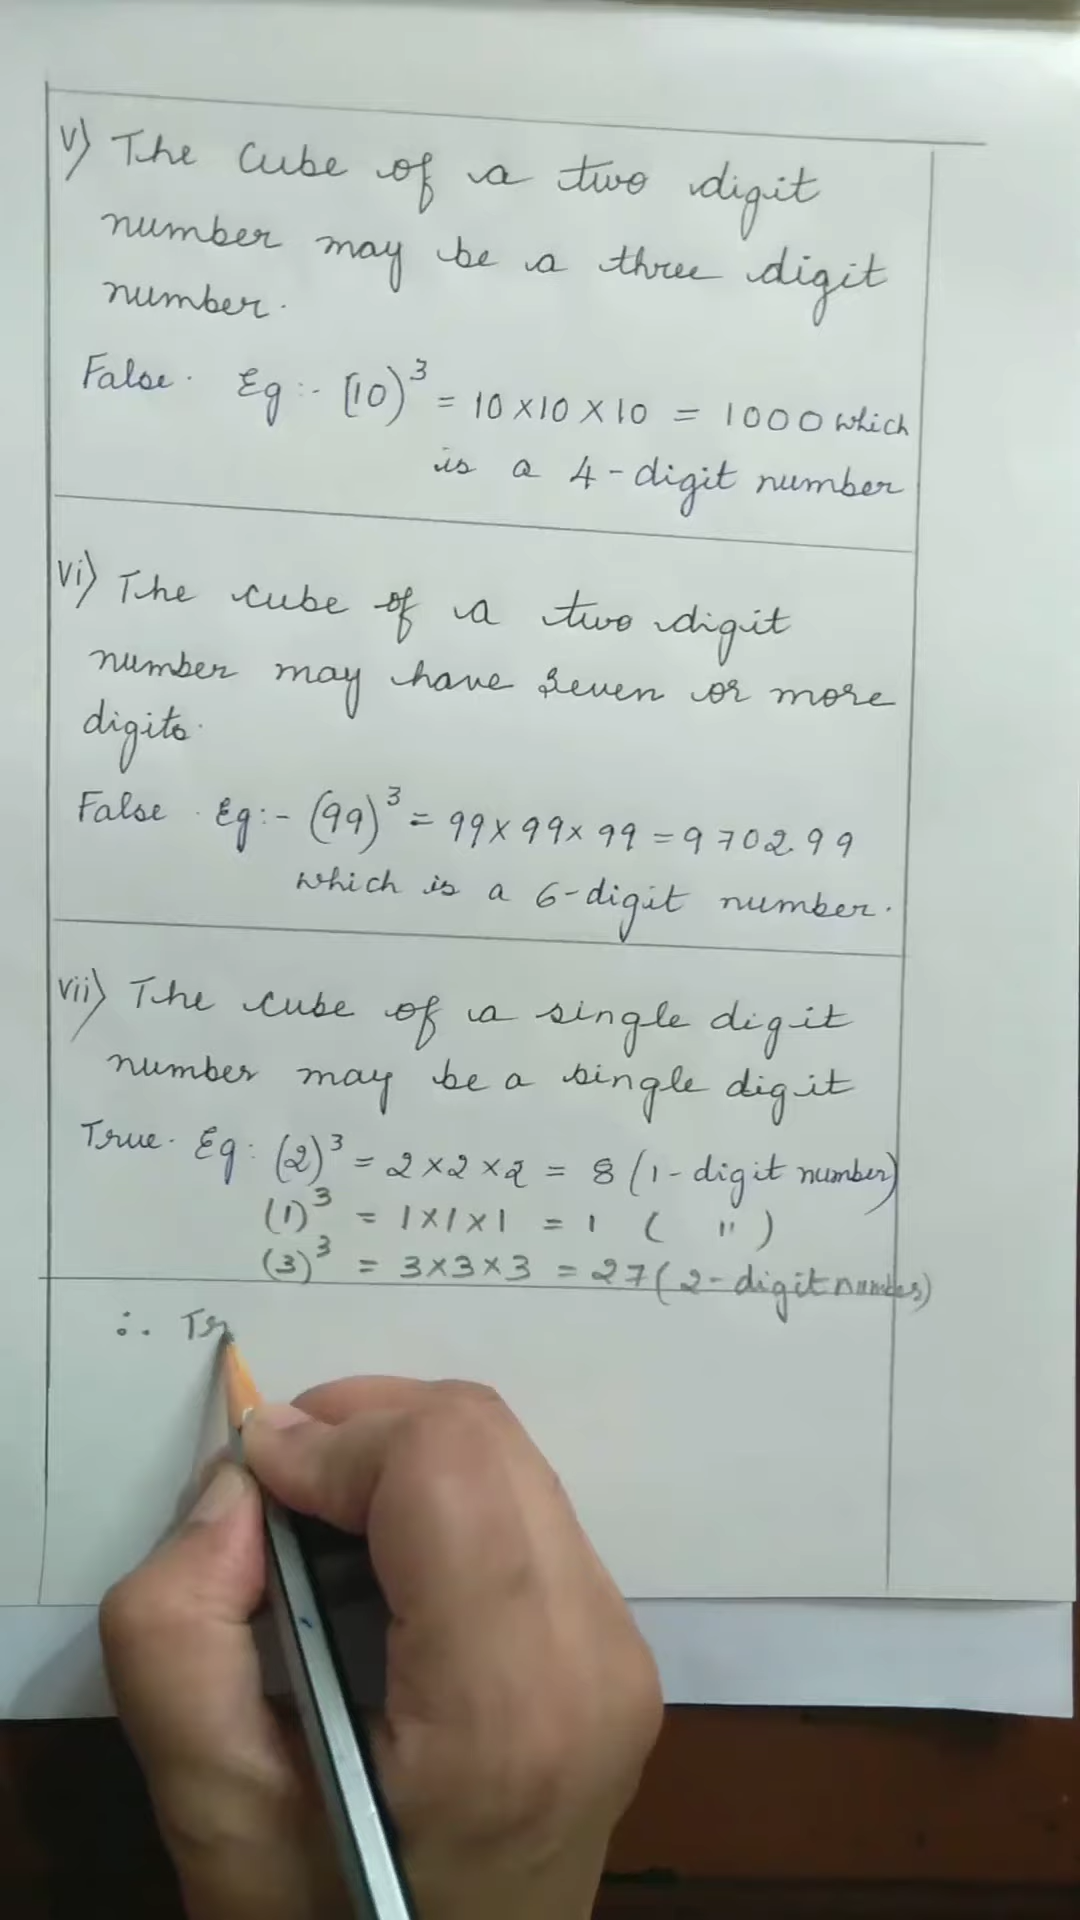 v) The cube of a two digit
number may be a three digit
number.
False. Eg:- (10)³ = 10 x 10 x 10 = 1000 which
is a 4-digit number
vi) The cube of a two digit
number may have seven or more
digits.
False. Eg:- (99)³ = 99 x 99 x 99 = 970299
which is a 6-digit number.
vii) The cube of a single digit
number may be a single digit
True. Eg: (2)³ = 2 x 2 x 2 = 8 (1-digit number)
(1)³ = 1 x 1 x 1 = 1 ( " )
(3)³ = 3 x 3 x 3 = 27 (2-digit number)
∴ Tr